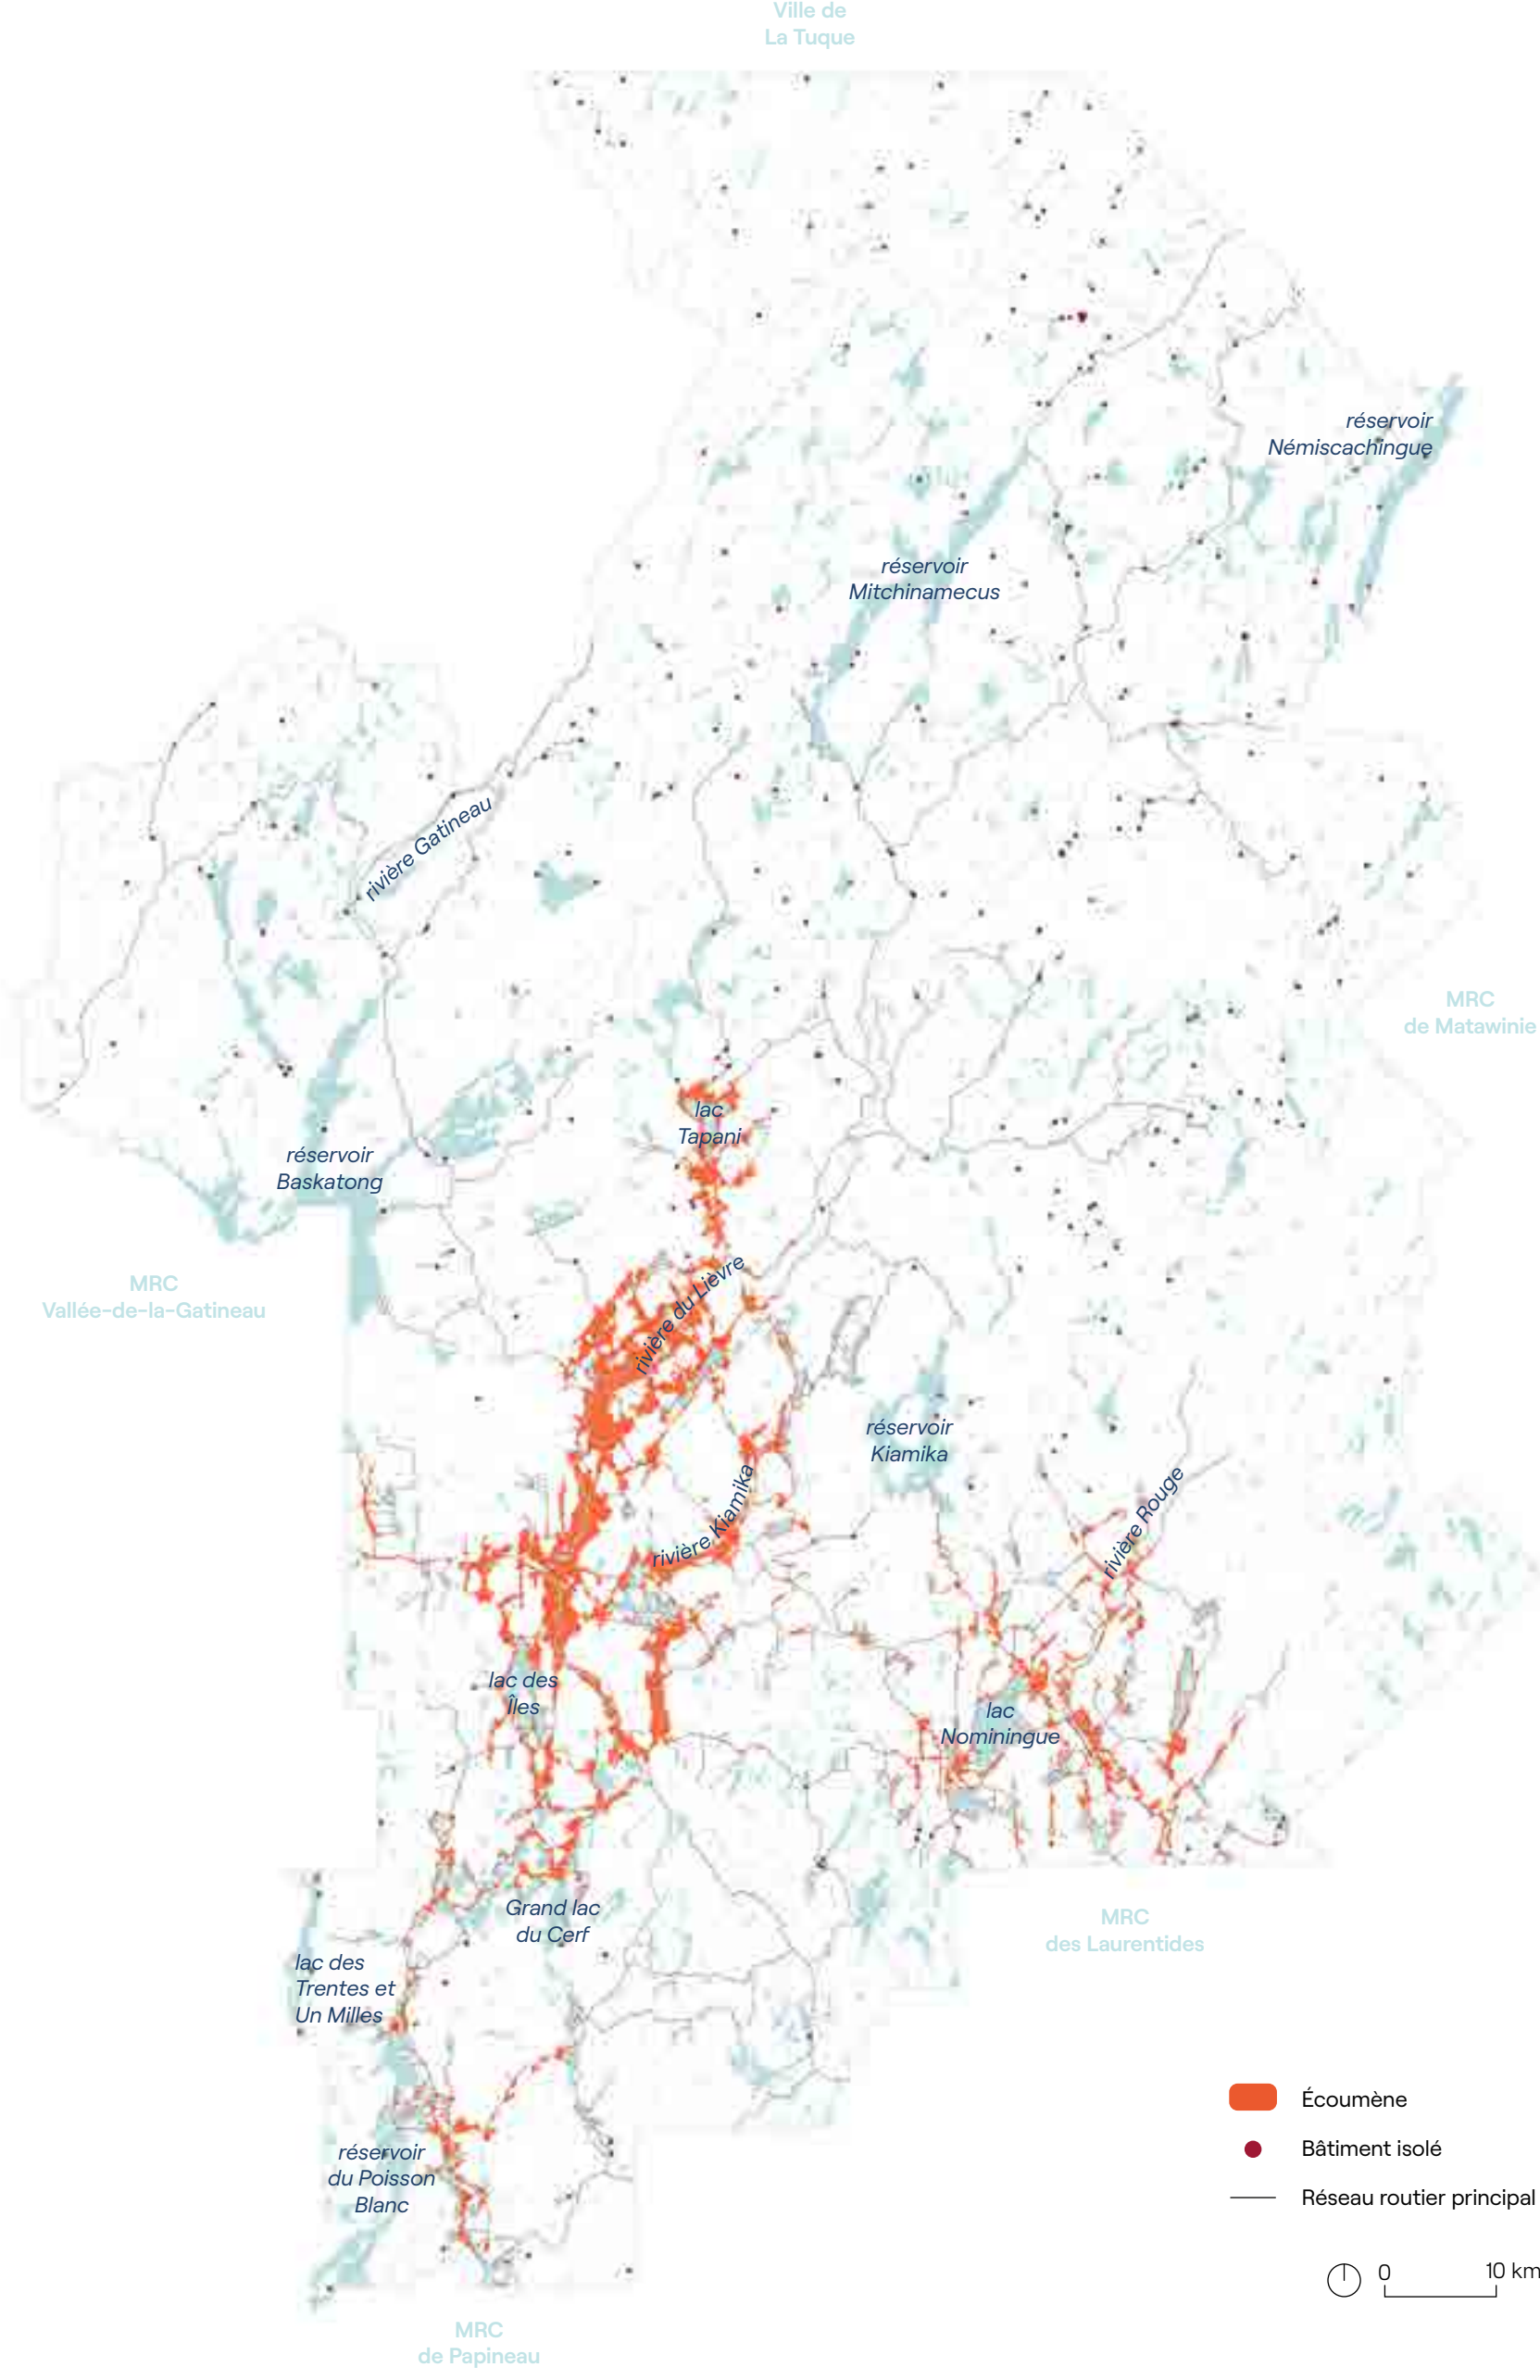 Ville de
La Tuque
réservoir
Némiscachingue
réservoir
Mitchinamecus
rivière Gatineau
MRC
de Matawinie
lac
Tapani
réservoir
Baskatong
MRC
Vallée-de-la-Gatineau
rivière du Lièvre
réservoir
Kiamika
rivière Kiamika
rivière Rouge
lac des
Îles
lac
Nominingue
Grand lac
du Cerf
MRC
des Laurentides
lac des
Trentes et
Un Milles
réservoir
du Poisson
Blanc
Écoumène
Bâtiment isolé
Réseau routier principal
0 10 km
MRC
de Papineau